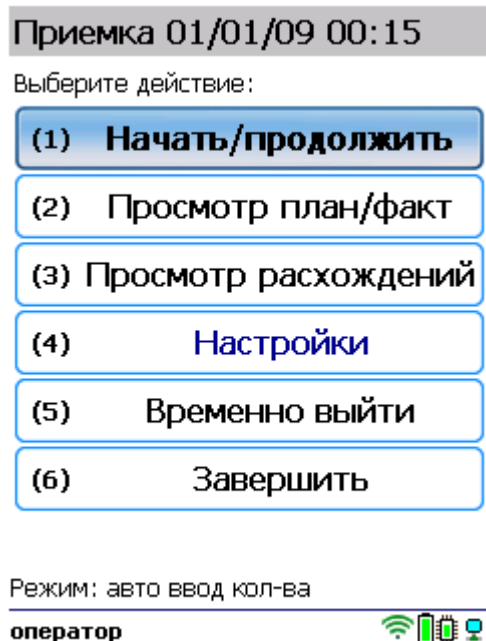 Приемка 01/01/09 00:15
Выберите действие:
(1) Начать/продолжить
(2) Просмотр план/факт
(3) Просмотр расхождений
(4) Настройки
(5) Временно выйти
(6) Завершить
Режим: авто ввод кол-ва
оператор